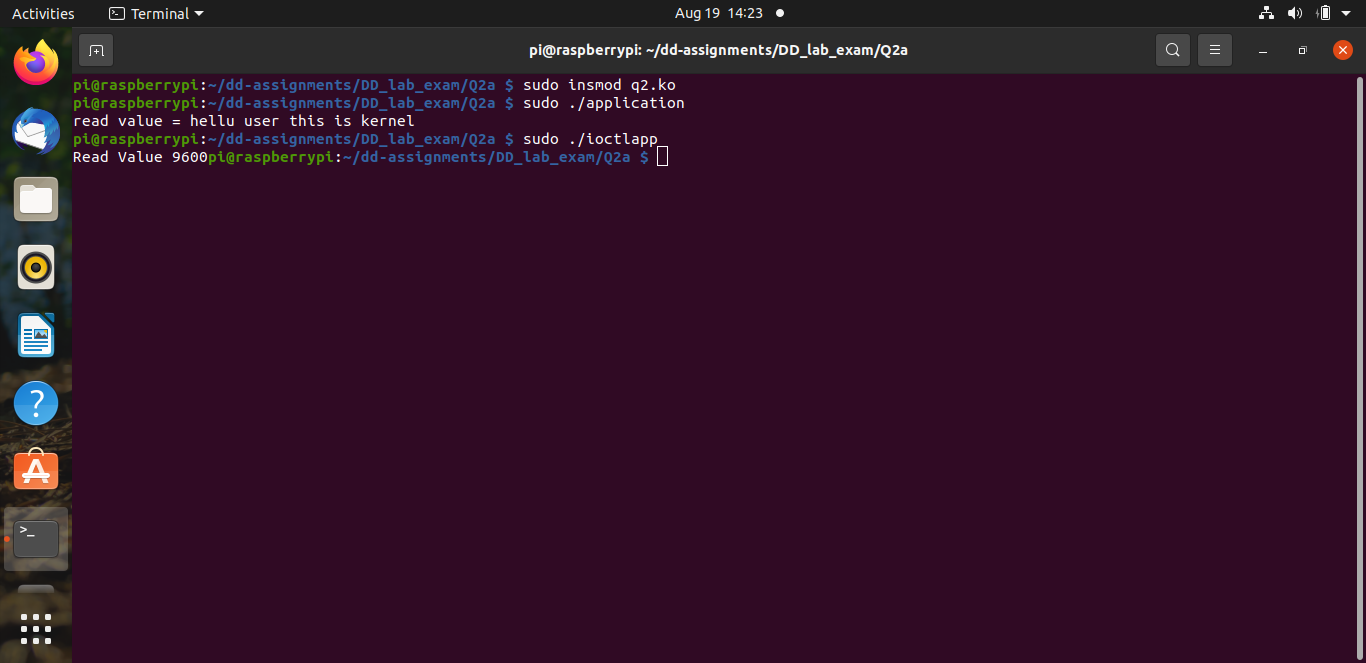 Activities
Terminal
Aug 19 14:23
pi@raspberrypi: ~/dd-assignments/DD_lab_exam/Q2a
pi@raspberrypi:~/dd-assignments/DD_lab_exam/Q2a $ sudo insmod q2.ko
pi@raspberrypi:~/dd-assignments/DD_lab_exam/Q2a $ sudo ./application
read value = hellu user this is kernel
pi@raspberrypi:~/dd-assignments/DD_lab_exam/Q2a $ sudo ./ioctlapp
Read Value 9600pi@raspberrypi:~/dd-assignments/DD_lab_exam/Q2a $